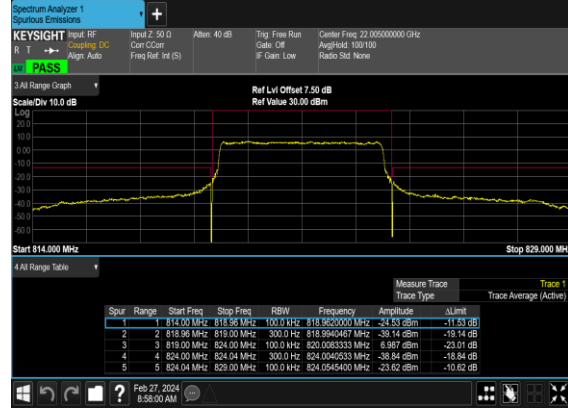 Spectrum Analyzer 1
Spurious Emissions
+
KEYSIGHT Input: RF Input Z: 50 Ω Atten: 40 dB Trig: Free Run Center Freq: 22.005000000 GHz
R T Coupling: DC Corr CCorr Gate: Off Avg|Hold: 100/100
Align: Auto Freq Ref: Int (S) IF Gain: Low Radio Std: None
PASS
3 All Range Graph
Ref Lvl Offset 7.50 dB
Scale/Div 10.0 dB Ref Value 30.00 dBm
Log
20.0
10.0
0.00
-10.0
-20.0
-30.0
-40.0
-50.0
-60.0
Start 814.000 MHz Stop 829.000 MH
4 All Range Table
Measure Trace Trace 1
Trace Type Trace Average (Active)
Spur Range Start Freq Stop Freq RBW Frequency Amplitude ΔLimit
1 1 814.00 MHz 818.96 MHz 100.0 kHz 818.9620000 MHz -24.53 dBm -11.53 dB
2 2 818.96 MHz 819.00 MHz 300.0 Hz 818.9940467 MHz -39.14 dBm -19.14 dB
3 3 819.00 MHz 824.00 MHz 100.0 kHz 820.0083333 MHz 6.987 dBm -23.01 dB
4 4 824.00 MHz 824.04 MHz 300.0 Hz 824.0040533 MHz -38.84 dBm -18.84 dB
5 5 824.04 MHz 829.00 MHz 100.0 kHz 824.0545400 MHz -23.62 dBm -10.62 dB
? Feb 27, 2024
8:58:00 AM